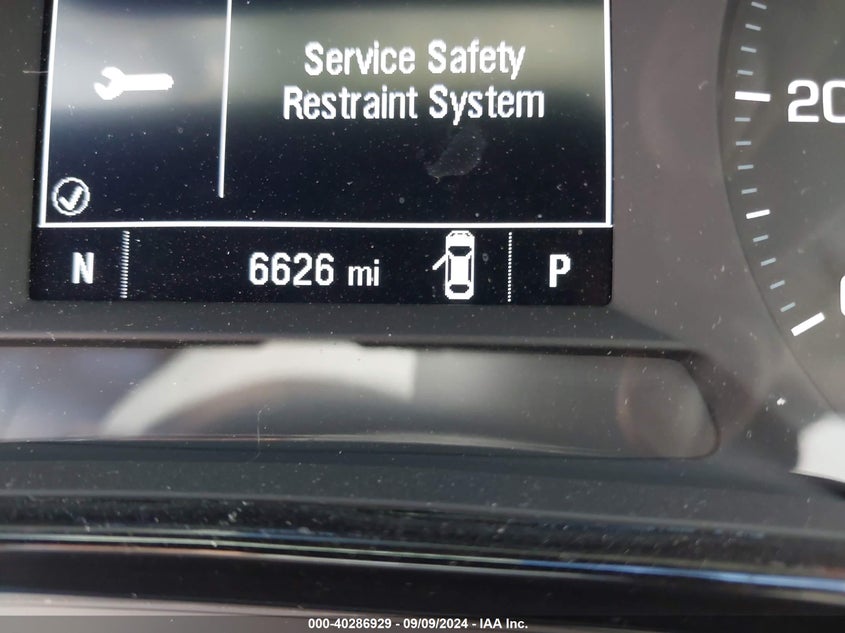 Service Safety
Restraint System
20
N
6626 mi
P
000-40286929 - 09/09/2024 - IAA Inc.